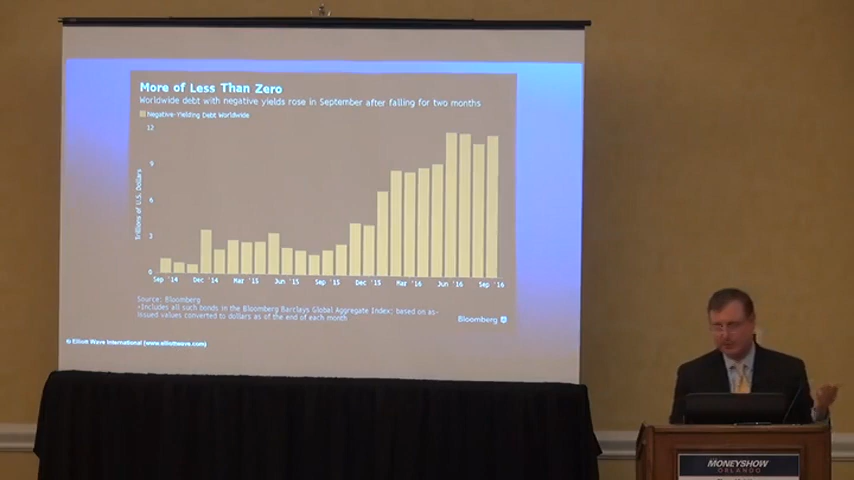 More of Less Than Zero
Worldwide debt with negative yields rose in September after falling for two months
Negative-Yielding Debt Worldwide
12
9
6
3
0
Trillions of U.S. Dollars
Sep '14 Dec '14 Mar '15 Jun '15 Sep '15 Dec '15 Mar '16 Jun '16 Sep '16
Source: Bloomberg
*Includes all such bonds in the Bloomberg Barclays Global Aggregate Index; based on as-
issued values converted to dollars as of the end of each month
Bloomberg
© Elliott Wave International (www.elliottwave.com)
MONEYSHOW
ORLANDO